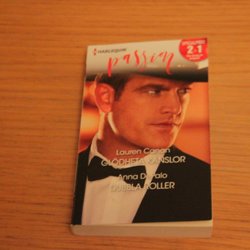 HARLEQUIN
passion
2 i 1
Lauren Canan
GLÖDHETA KÄNSLOR
Anna DePalo
DUBBLA ROLLER